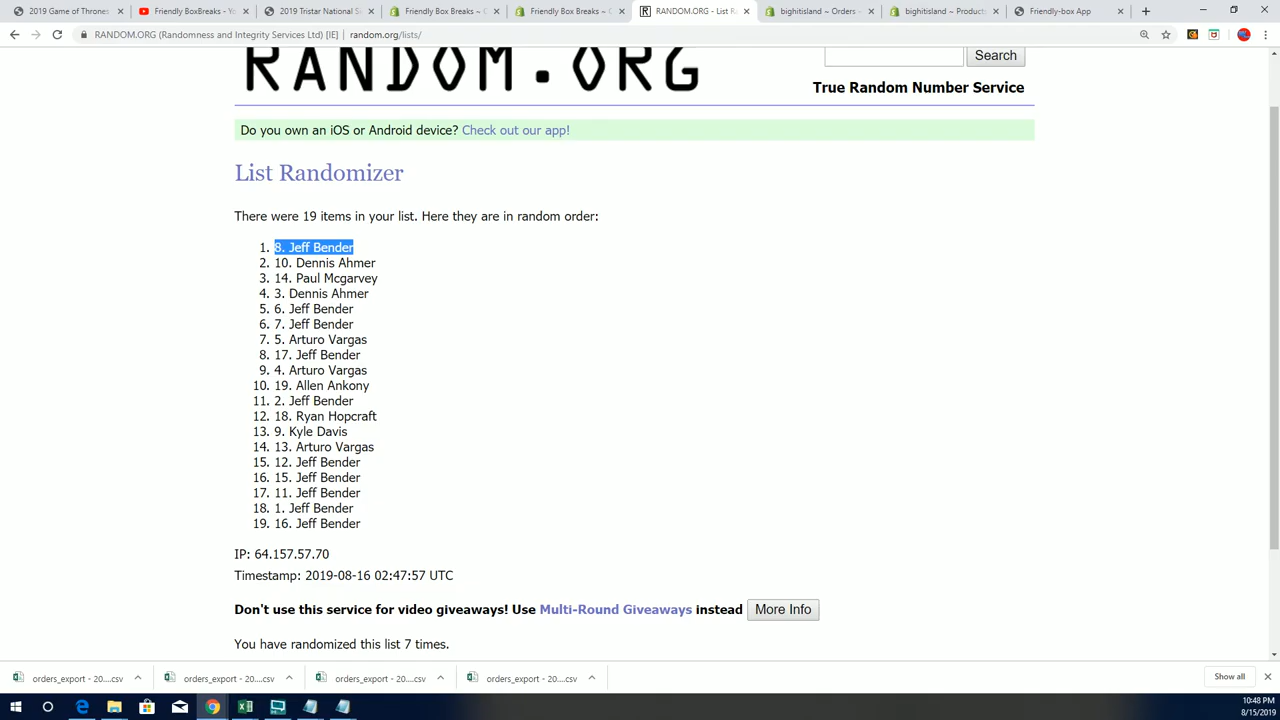 2019 Game of Thrones
Friendly BoxBreaks - Yo
2019 Tristar National S
Friendly Box Breaks ~ C
Friendly Box Breaks ~ C
RANDOM.ORG - List R
bighitisland ~ Orders ~
bighitisland ~ Products
Friendly-box App
RANDOM.ORG (Randomness and Integrity Services Ltd) [IE] | random.org/lists/
RANDOM.ORG
Search
True Random Number Service
Do you own an iOS or Android device? Check out our app!
List Randomizer
There were 19 items in your list. Here they are in random order:
1. 8. Jeff Bender
2. 10. Dennis Ahmer
3. 14. Paul Mcgarvey
4. 3. Dennis Ahmer
5. 6. Jeff Bender
6. 7. Jeff Bender
7. 5. Arturo Vargas
8. 17. Jeff Bender
9. 4. Arturo Vargas
10. 19. Allen Ankony
11. 2. Jeff Bender
12. 18. Ryan Hopcraft
13. 9. Kyle Davis
14. 13. Arturo Vargas
15. 12. Jeff Bender
16. 15. Jeff Bender
17. 11. Jeff Bender
18. 1. Jeff Bender
19. 16. Jeff Bender
IP: 64.157.57.70
Timestamp: 2019-08-16 02:47:57 UTC
Don't use this service for video giveaways! Use Multi-Round Giveaways instead More Info
You have randomized this list 7 times.
orders_export - 20....csv
orders_export - 20....csv
orders_export - 20....csv
orders_export - 20....csv
Show all
10:48 PM
8/15/2019